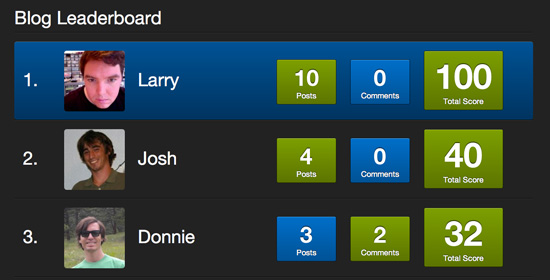 Blog Leaderboard
1. Larry 10 0 100
Posts Comments Total Score
2. Josh 4 0 40
Posts Comments Total Score
3. Donnie 3 2 32
Posts Comments Total Score